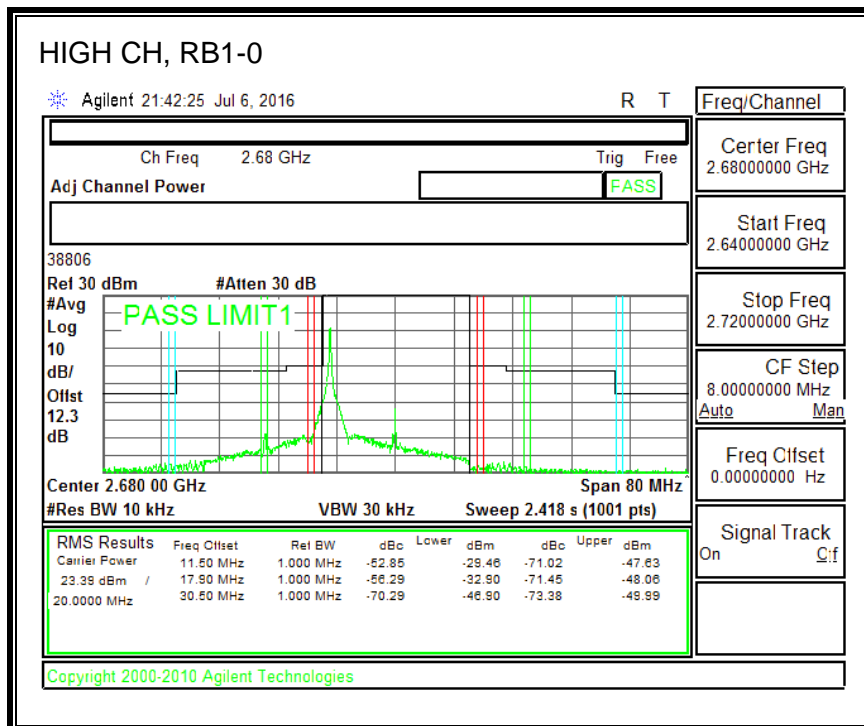 HIGH CH, RB1-0
Agilent 21:42:25 Jul 6, 2016 R T
Freq/Channel
Ch Freq 2.68 GHz Trig Free
Adj Channel Power PASS
Center Freq
2.68000000 GHz
Start Freq
2.64000000 GHz
Stop Freq
2.72000000 GHz
CF Step
8.00000000 MHz
Auto Man
Freq Offset
0.00000000 Hz
Signal Track
On Off
38806
Ref 30 dBm #Atten 30 dB
#Avg
Log
10
dB/
Offst
12.3
dB
PASS LIMIT1
Center 2.680 00 GHz Span 80 MHz
#Res BW 10 kHz VBW 30 kHz Sweep 2.418 s (1001 pts)
RMS Results Freq Offset Ref BW dBc Lower dBm dBc Upper dBm
Carrier Power 11.50 MHz 1.000 MHz -52.85 -29.46 -71.02 -47.63
23.39 dBm / 17.90 MHz 1.000 MHz -56.29 -32.90 -71.45 -48.06
20.0000 MHz 30.50 MHz 1.000 MHz -70.29 -46.90 -73.38 -49.99
Copyright 2000-2010 Agilent Technologies